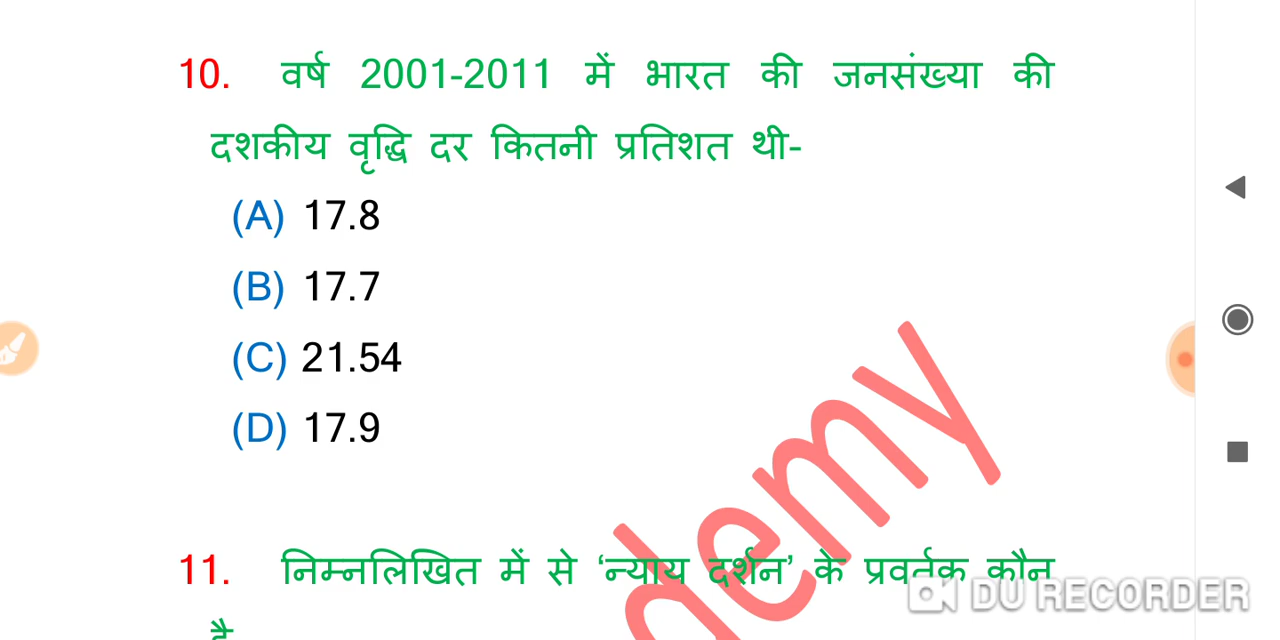 10. वर्ष 2001-2011 में भारत की जनसंख्या की
दशकीय वृद्धि दर कितनी प्रतिशत थी-
(A) 17.8
(B) 17.7
(C) 21.54
(D) 17.9
demy
11. निम्नलिखित में से ‘न्याय दर्शन’ के प्रवर्तक कौन
DU RECORDER
है